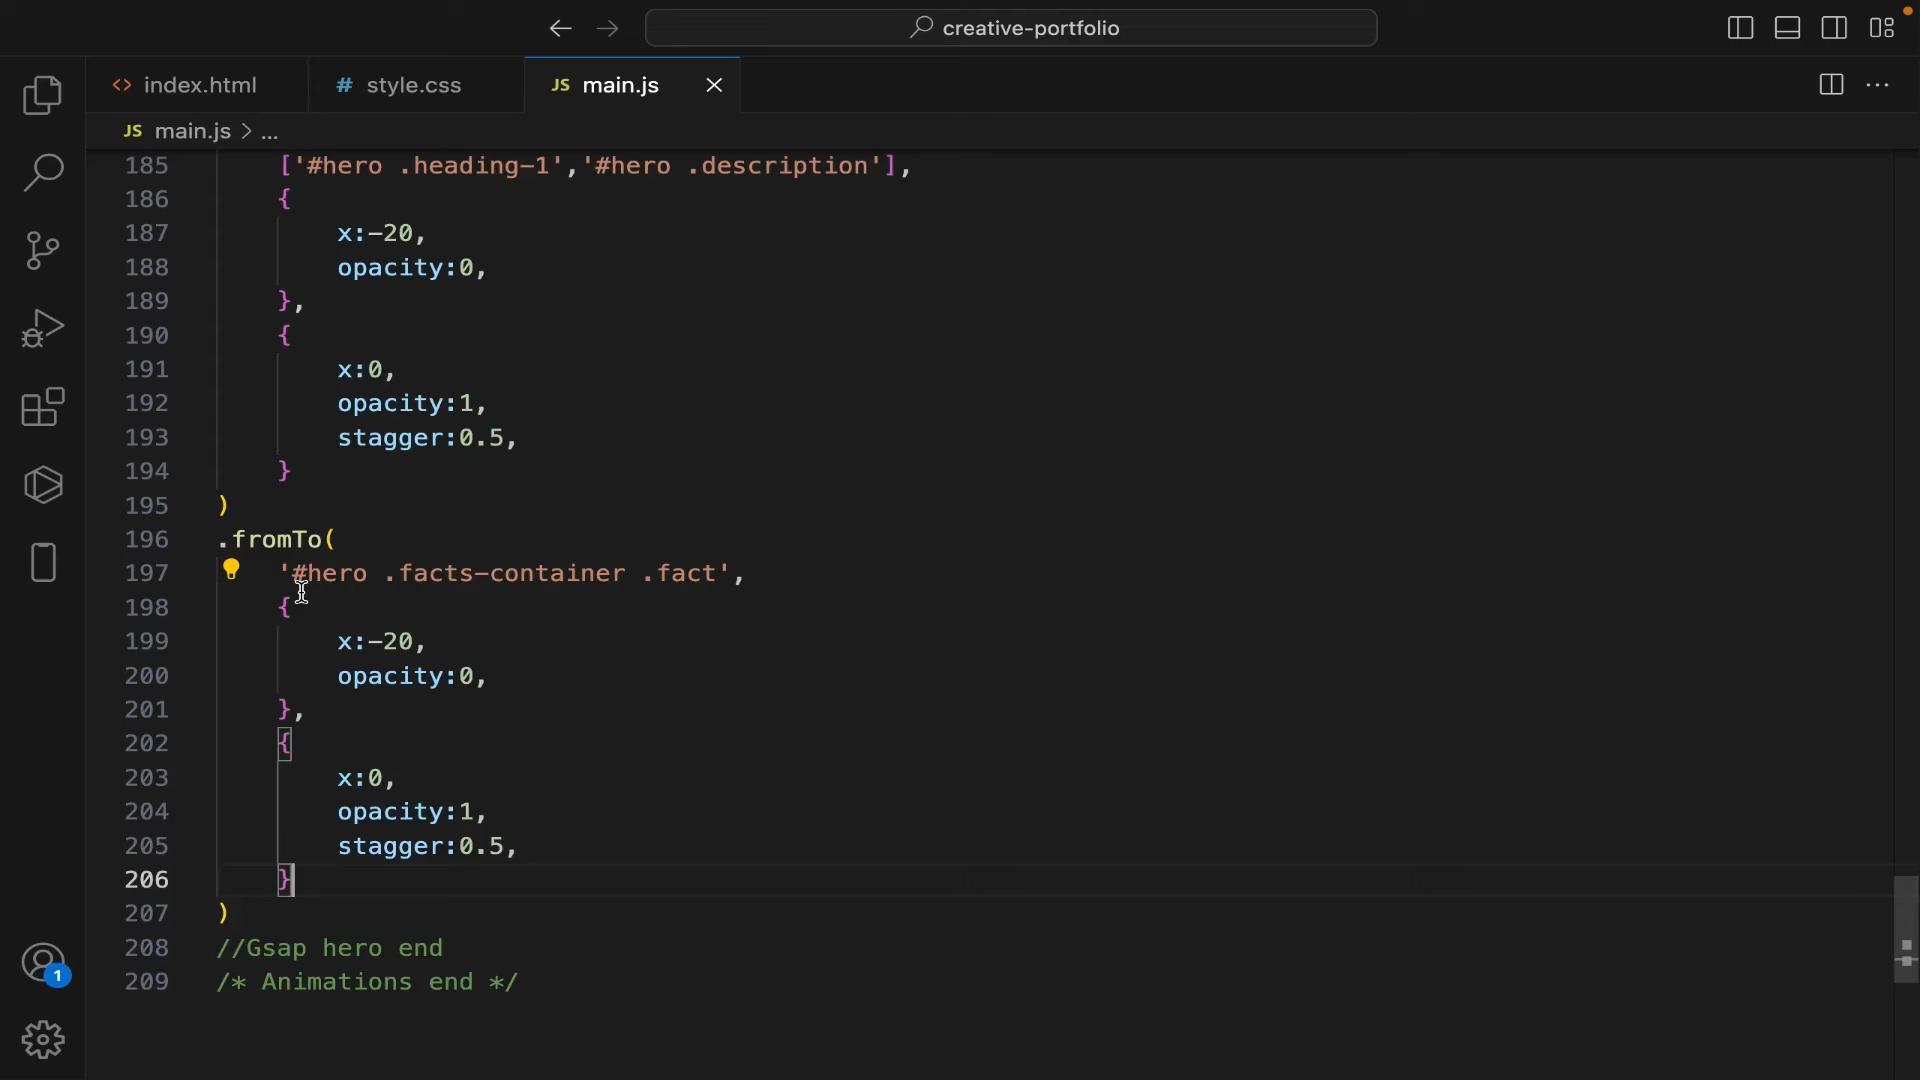 creative-portfolio
<> index.html
# style.css
JS main.js
JS main.js > ...
185 ['#hero .heading-1','#hero .description'],
186 {
187 x:-20,
188 opacity:0,
189 },
190 {
191 x:0,
192 opacity:1,
193 stagger:0.5,
194 }
195 )
196 .fromTo(
197 '#hero .facts-container .fact',
198 {
199 x:-20,
200 opacity:0,
201 },
202 {
203 x:0,
204 opacity:1,
205 stagger:0.5,
206 }
207 )
208 //Gsap hero end
209 /* Animations end */
1